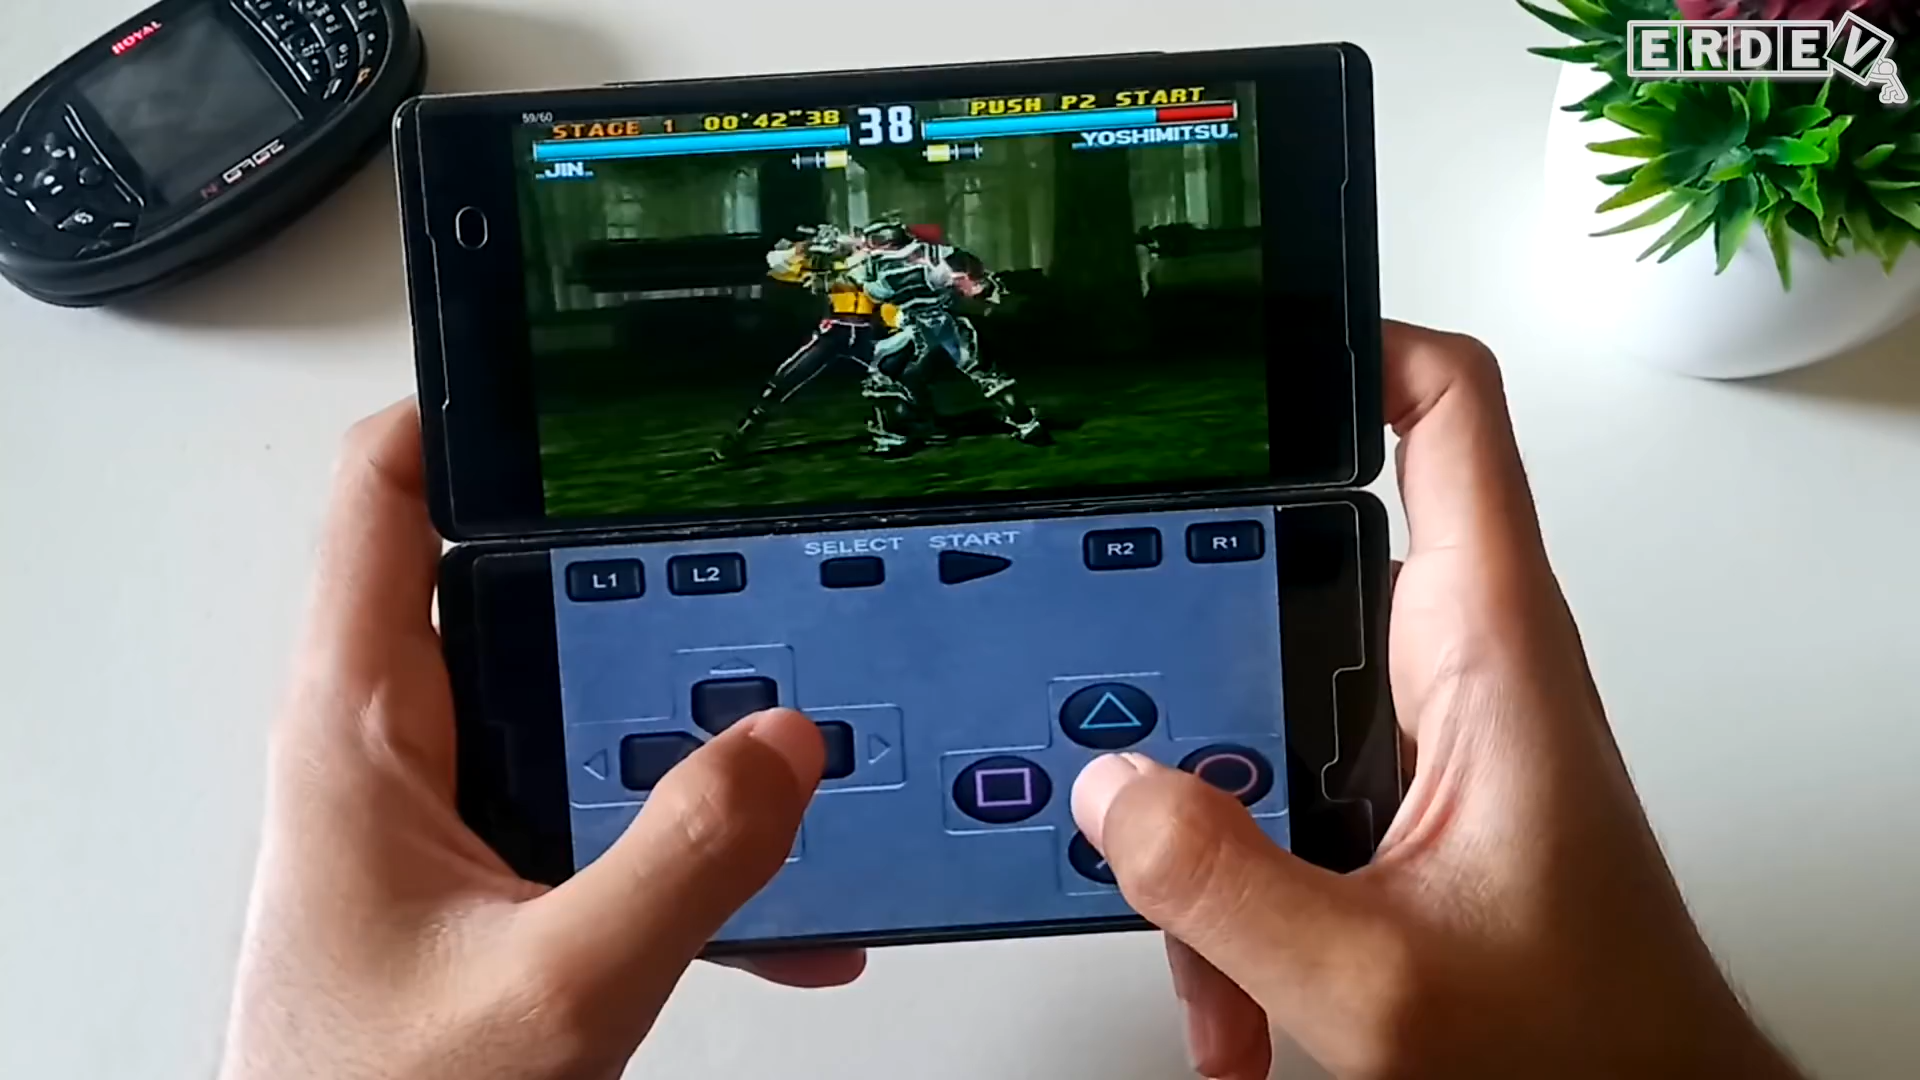 ROYAL
N·GAGE
ERDEV
59/60
STAGE 1 00'42"38
38
PUSH P2 START
JIN
YOSHIMITSU
SELECT START
L1 L2
R2 R1